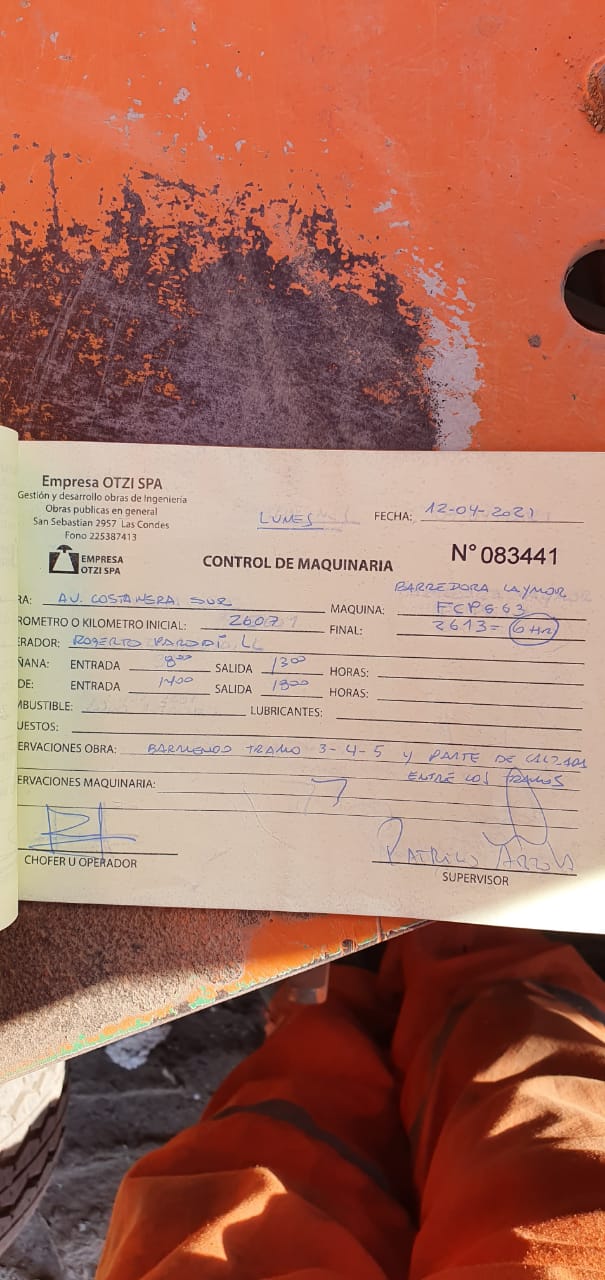 Empresa OTZI SPA
Gestión y desarrollo obras de Ingeniería
Obras publicas en general
San Sebastian 2957 Las Condes
Fono 225387413
LUNES FECHA: 12-04-2021
EMPRESA
OTZI SPA
CONTROL DE MAQUINARIA
N° 083441
BARREDORA LAYMOR
RA: AV. COSTANERA SUR MAQUINA: FCPG63
ROMETRO O KILOMETRO INICIAL: 2607 FINAL: 2613= 6 HR
ERADOR: ROBERTO PARODI LL
ÑANA: ENTRADA 8:00 SALIDA 13:00 HORAS:
DE: ENTRADA 14:00 SALIDA 18:00 HORAS:
MBUSTIBLE: LUBRICANTES:
UESTOS:
ERVACIONES OBRA: BARRIENDO TRAMO 3-4-5 Y PARTE DE CALZADA
ENTRE LOS TRAMOS
ERVACIONES MAQUINARIA:
CHOFER U OPERADOR
PATRICIO
SUPERVISOR